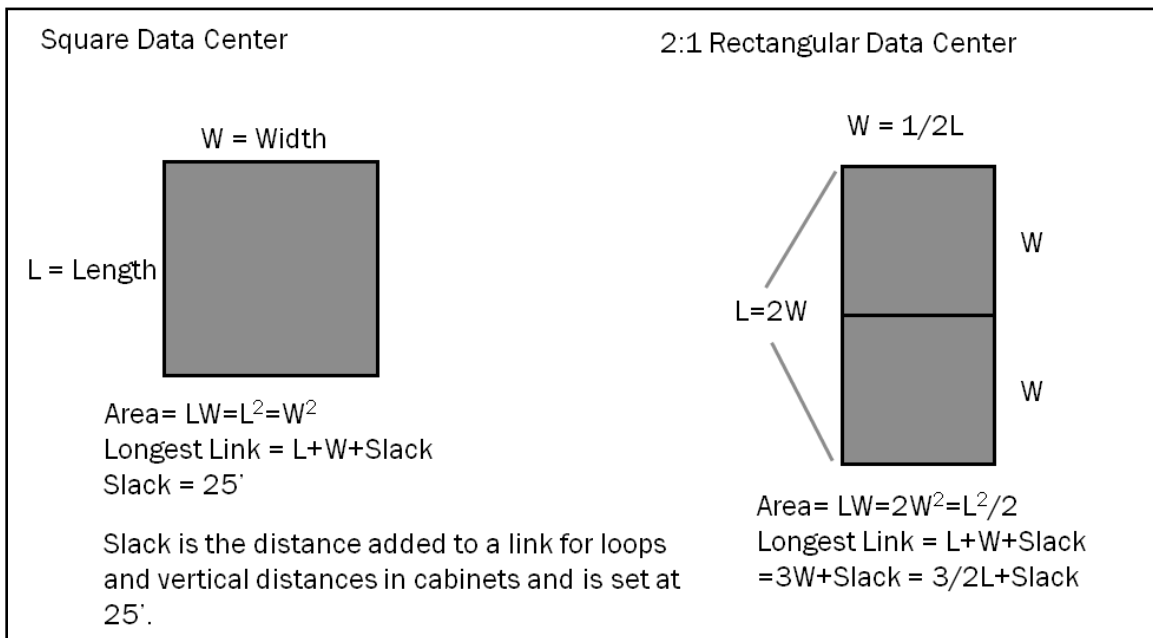 Square Data Center
W = Width
L = Length
Area= LW=L²=W²
Longest Link = L+W+Slack
Slack = 25'
Slack is the distance added to a link for loops
and vertical distances in cabinets and is set at
25'.
2:1 Rectangular Data Center
W = 1/2L
W
L=2W
W
Area= LW=2W²=L²/2
Longest Link = L+W+Slack
=3W+Slack = 3/2L+Slack